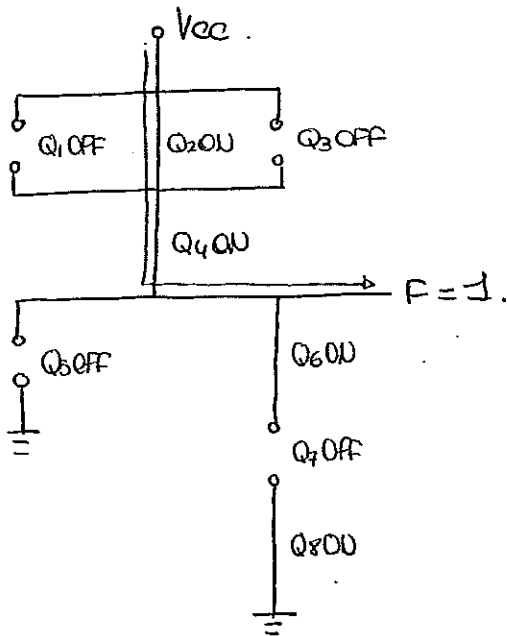 Vcc.
Q1 OFF Q2 ON Q3 OFF
Q4 ON
F = 1.
Q5 OFF
Q6 ON
Q7 OFF
Q8 ON